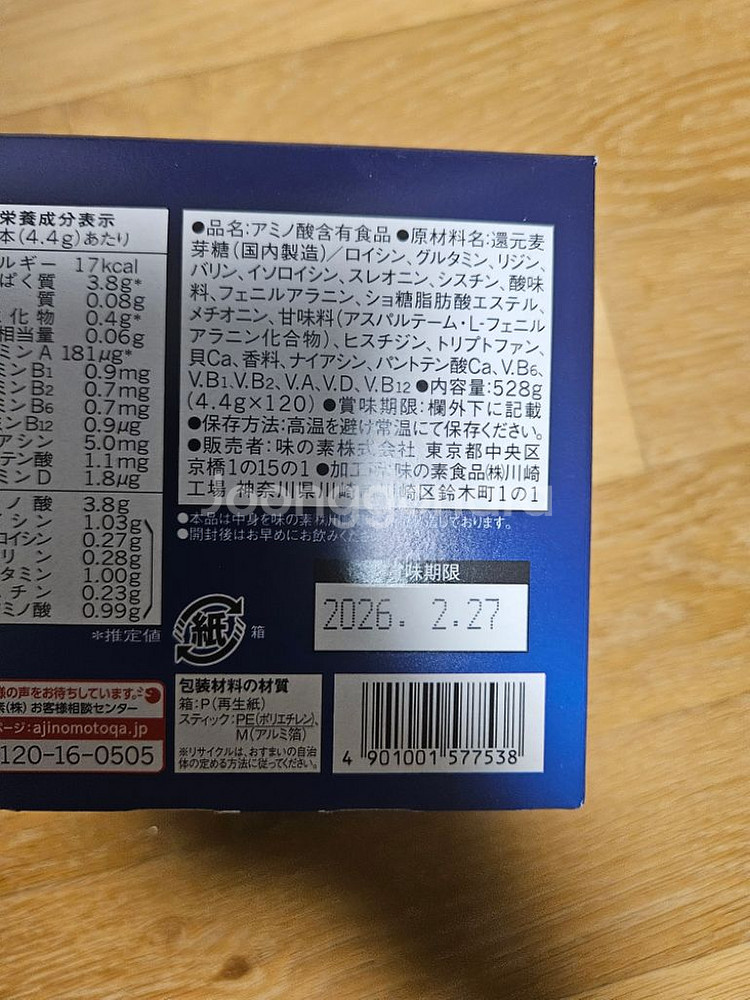 栄養成分表示
本(4.4g)あたり
ルギー 17kcal
ぱく質 3.8g*
質 0.08g
化物 0.4g*
相当量 0.06g
ミンA 181μg*
ミンB1 0.9mg
ミンB2 0.7mg
ミンB6 0.7mg
ミンB12 0.9μg
アシン 5.0mg
テン酸 1.1mg
ミンD 1.8μg
ノ酸 3.8g
イシン 1.03g
ロイシン 0.27g
リン 0.28g
タミン 1.00g
チン 0.23g
ミノ酸 0.99g
*推定値
●品名:アミノ酸含有食品 ●原材料名:還元麦
芽糖(国内製造)/ロイシン、グルタミン、リジン、
バリン、イソロイシン、スレオニン、シスチン、酸味
料、フェニルアラニン、ショ糖脂肪酸エステル、
メチオニン、甘味料(アスパルテーム・L-フェニル
アラニン化合物)、ヒスチジン、トリプトファン、
貝Ca、香料、ナイアシン、パントテン酸Ca、V.B6、
V.B1、V.B2、V.A、V.D、V.B12 ●内容量:528g
(4.4g×120) ●賞味期限:欄外下に記載
●保存方法:高温を避け常温にて保存ください。
●販売者:味の素株式会社 東京都中央区
京橋1の15の1 ●加工所:味の素食品㈱川崎
工場 神奈川県川崎 川崎区鈴木町1の1
●本品は中身を味の素 しております。
●開封後はお早めにお飲みくだ
味期限
2026. 2.27
紙
箱
様の声をお待ちしています。
素(株) お客様相談センター
ページ:ajinomotoqa.jp
120-16-0505
包装材料の材質
箱:P(再生紙)
スティック:PE(ポリエチレン)、
M(アルミ箔)
※リサイクルは、お住まいの自治
体の定める方法に従ってください。
4 901001 577538